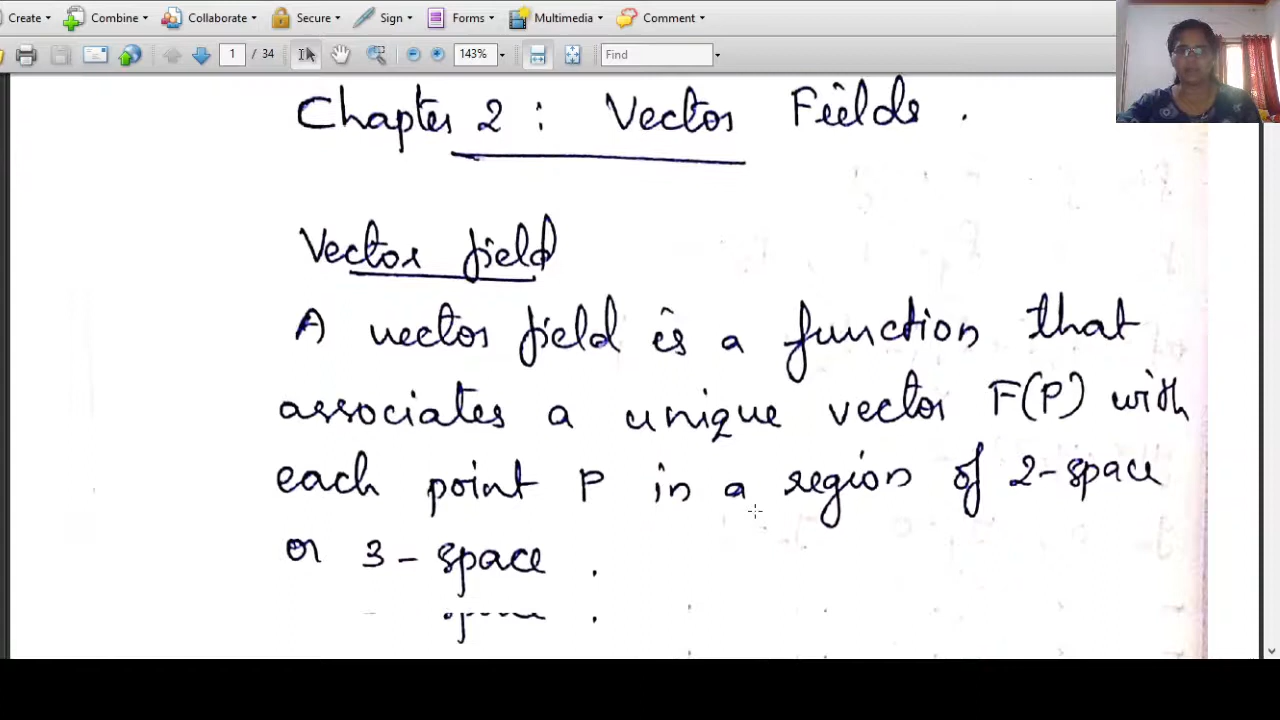 Create Combine Collaborate Secure Sign Forms Multimedia Comment
1 / 34 143% Find
Chapter 2 : Vector Fields .
Vector field
A vector field is a function that
associates a unique vector F(P) with
each point P in a region of 2-space
or 3-space .